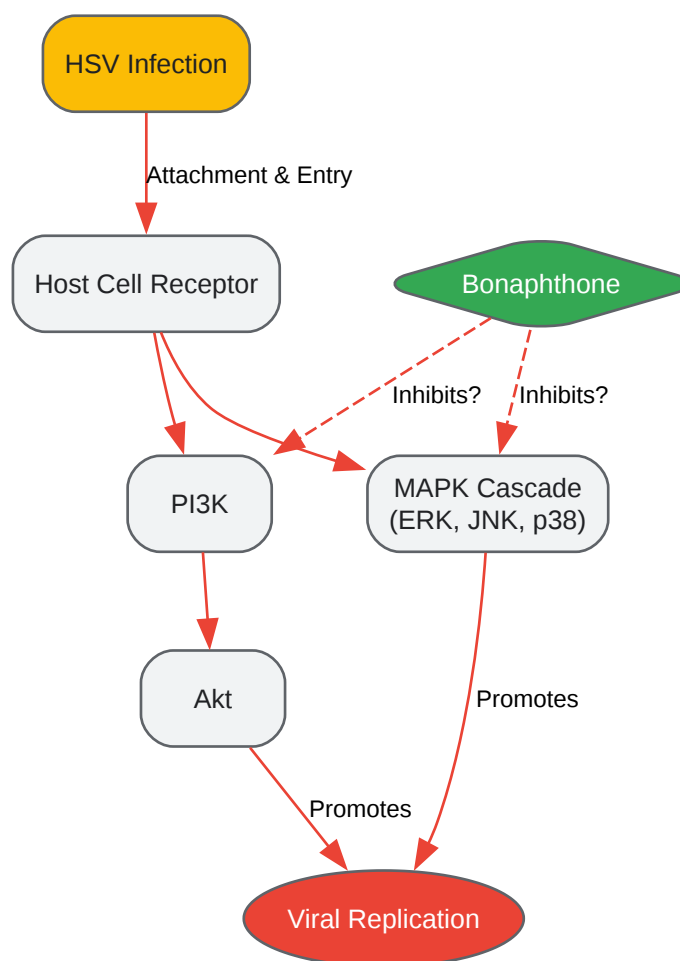 HSV Infection
Attachment & Entry
Host Cell Receptor
Bonaphthone
Inhibits?
Inhibits?
PI3K
MAPK Cascade
(ERK, JNK, p38)
Akt
Promotes
Promotes
Viral Replication